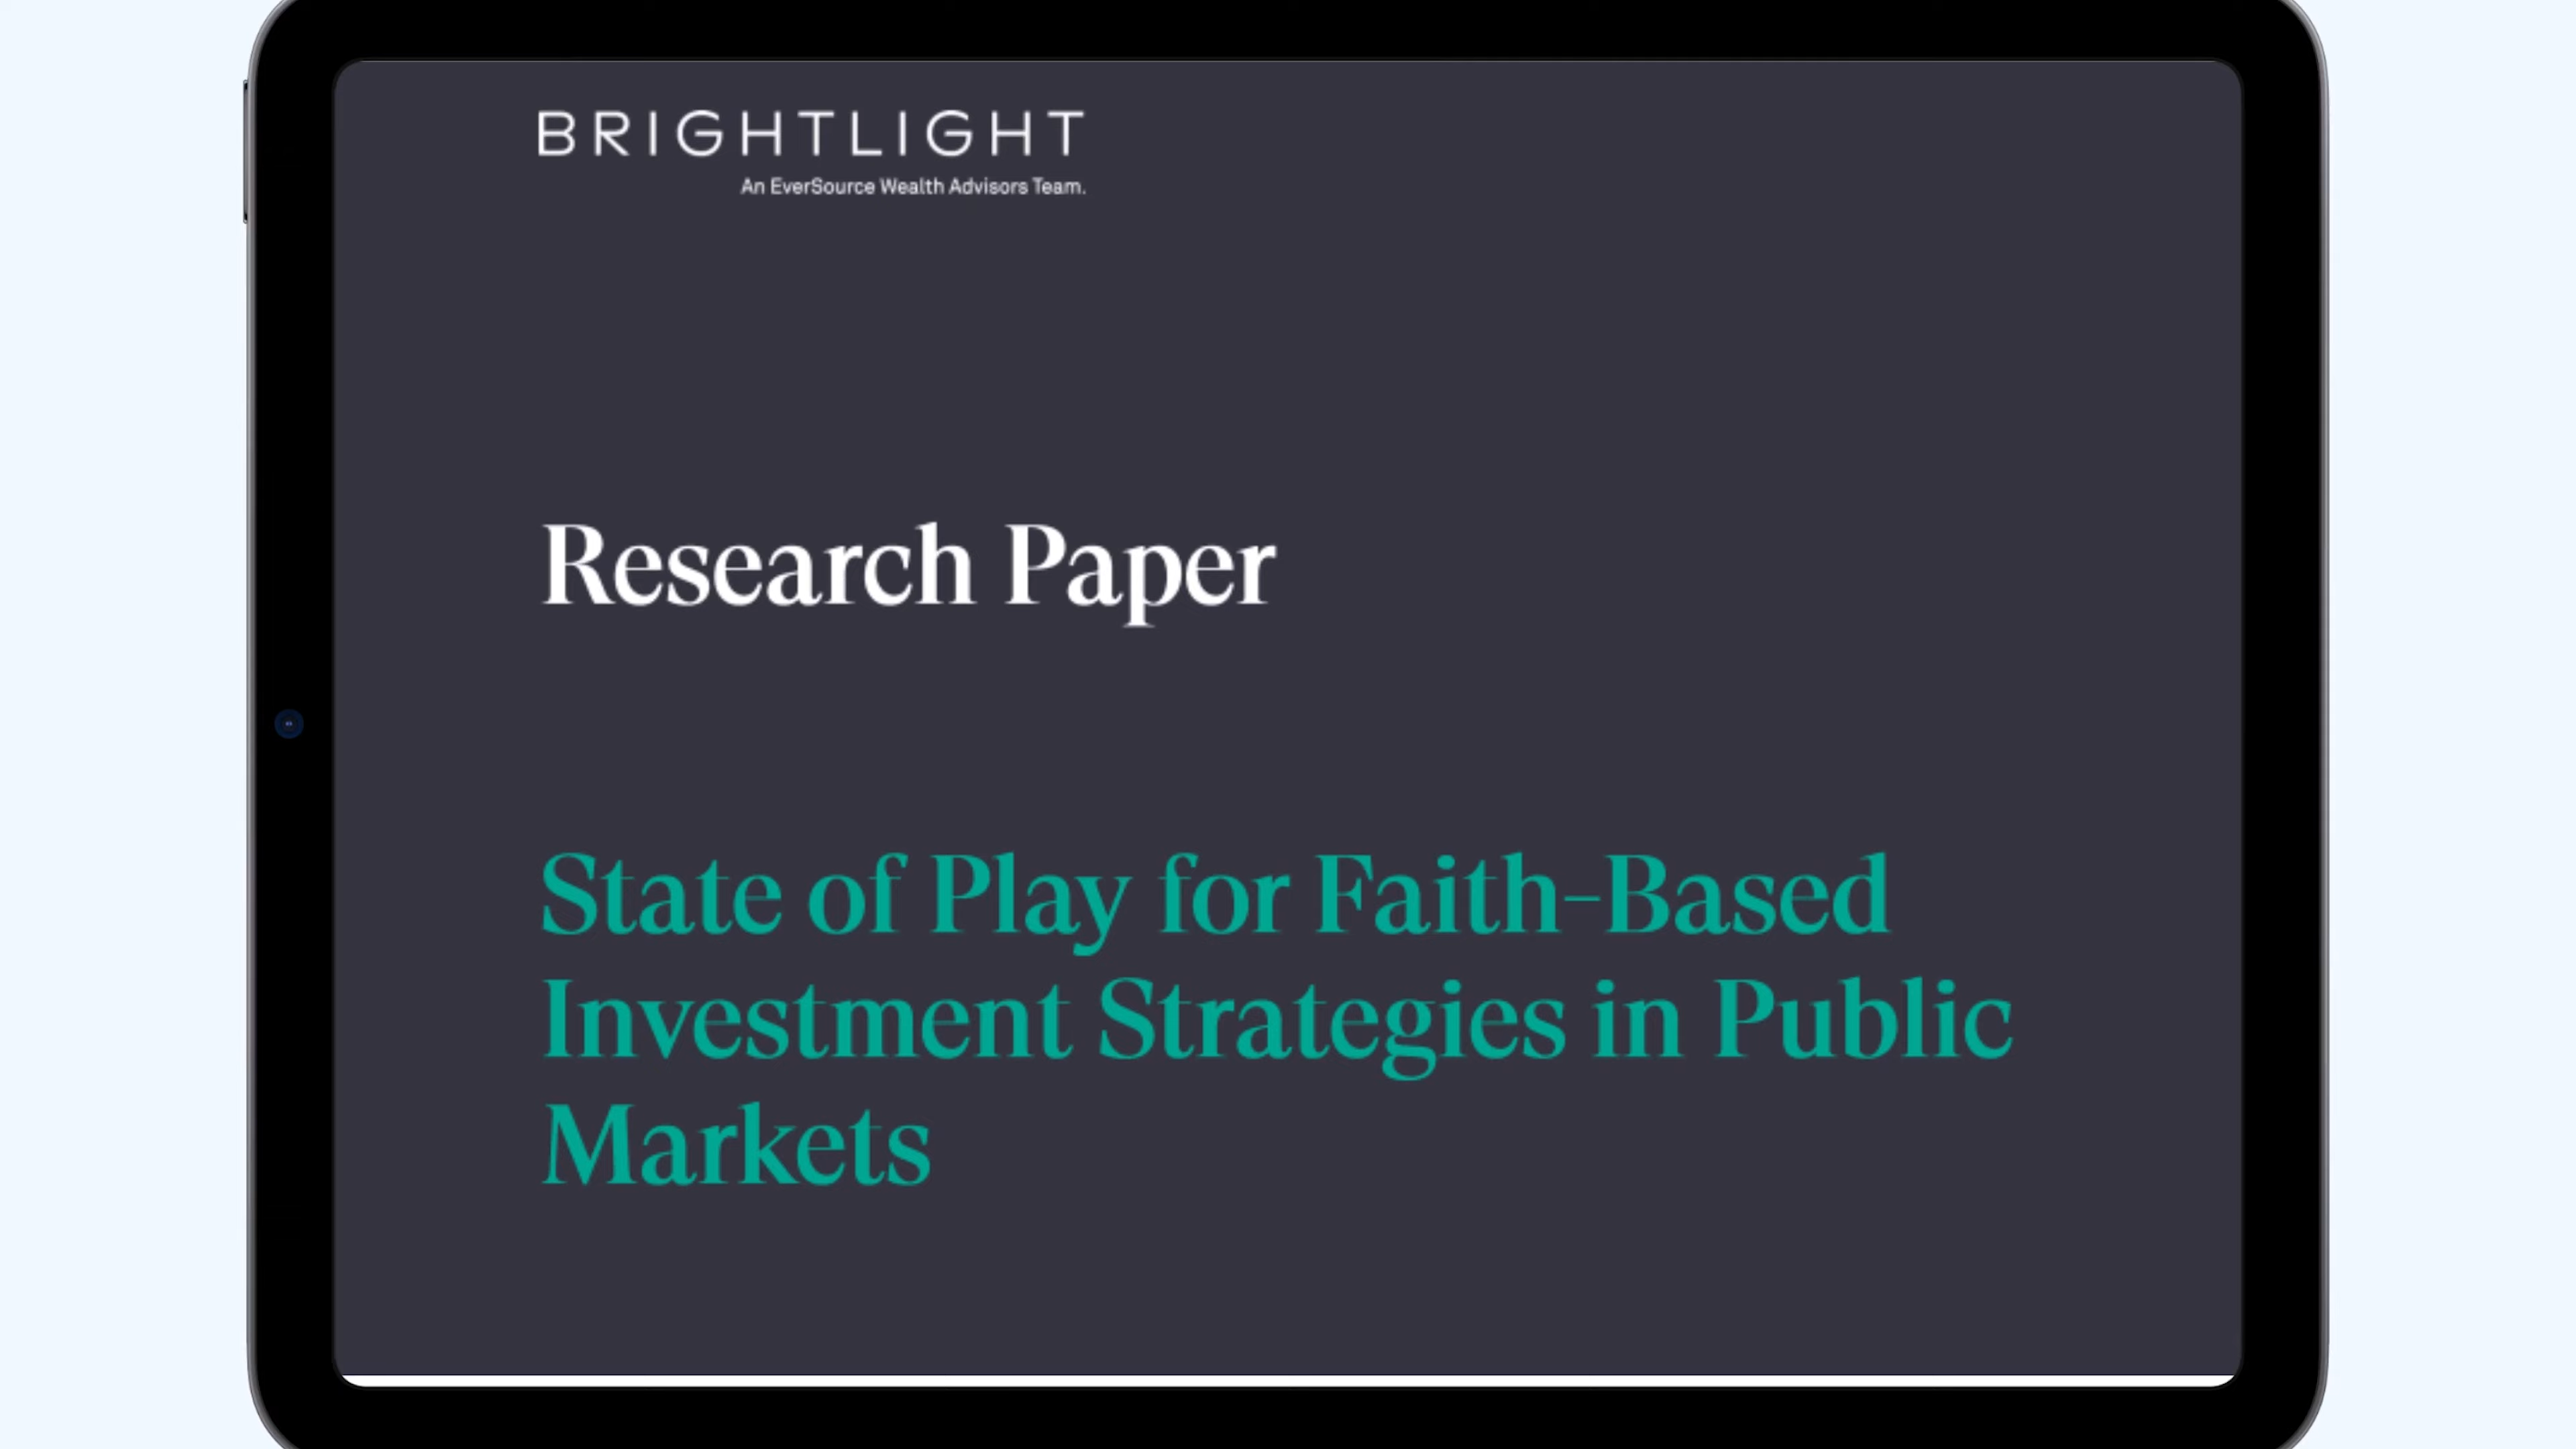 BRIGHTLIGHT
An EverSource Wealth Advisors Team.
Research Paper
State of Play for Faith-Based
Investment Strategies in Public
Markets